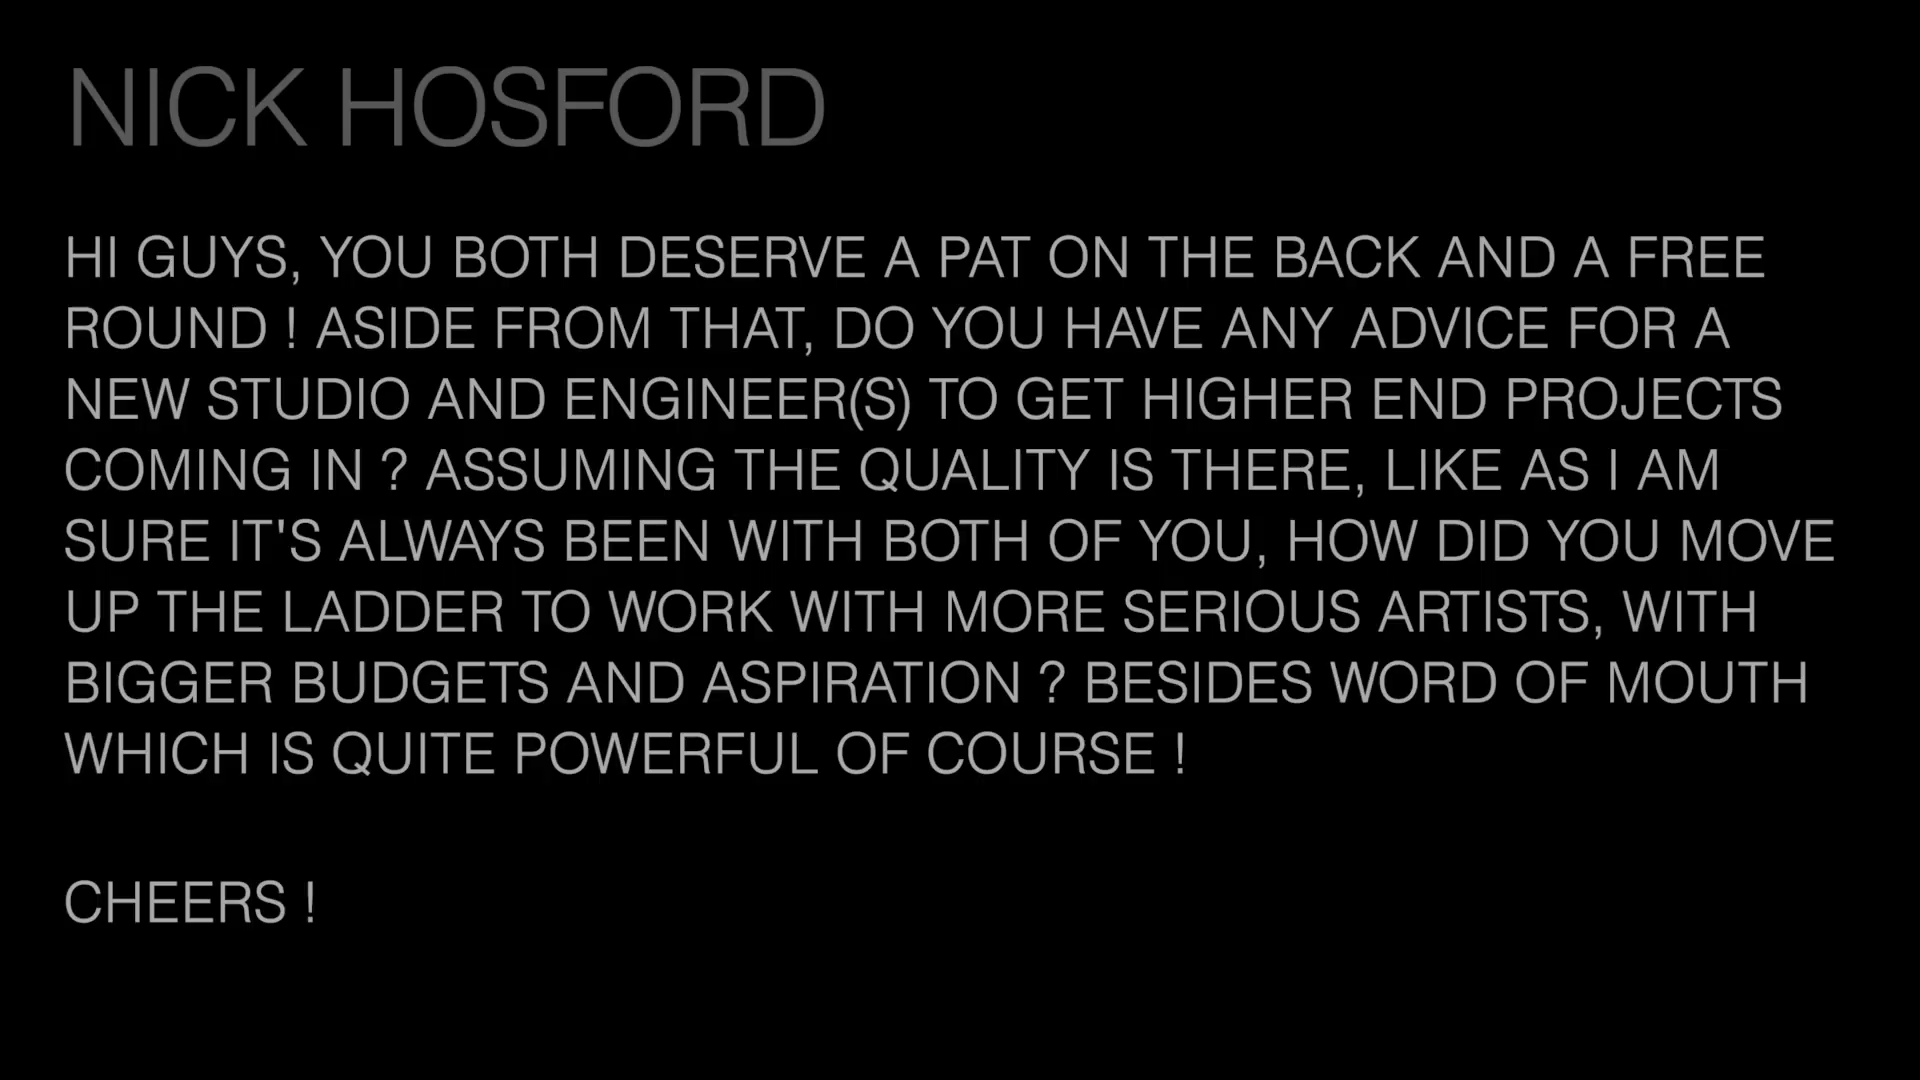 NICK HOSFORD
HI GUYS, YOU BOTH DESERVE A PAT ON THE BACK AND A FREE
ROUND ! ASIDE FROM THAT, DO YOU HAVE ANY ADVICE FOR A
NEW STUDIO AND ENGINEER(S) TO GET HIGHER END PROJECTS
COMING IN ? ASSUMING THE QUALITY IS THERE, LIKE AS I AM
SURE IT'S ALWAYS BEEN WITH BOTH OF YOU, HOW DID YOU MOVE
UP THE LADDER TO WORK WITH MORE SERIOUS ARTISTS, WITH
BIGGER BUDGETS AND ASPIRATION ? BESIDES WORD OF MOUTH
WHICH IS QUITE POWERFUL OF COURSE !
CHEERS !